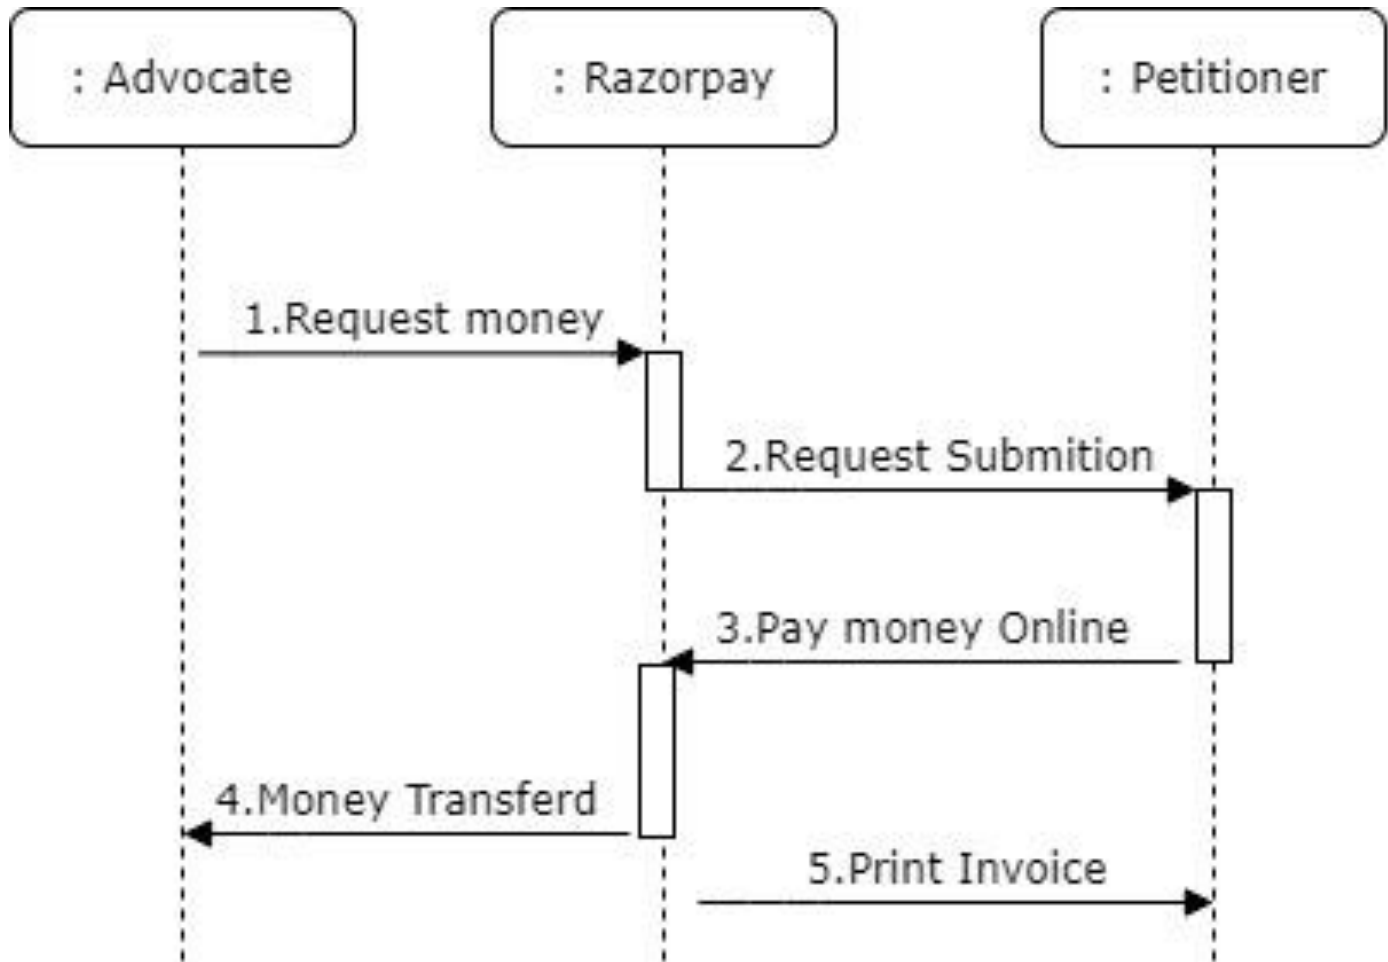 : Advocate
: Razorpay
: Petitioner
1.Request money
2.Request Submition
3.Pay money Online
4.Money Transferd
5.Print Invoice